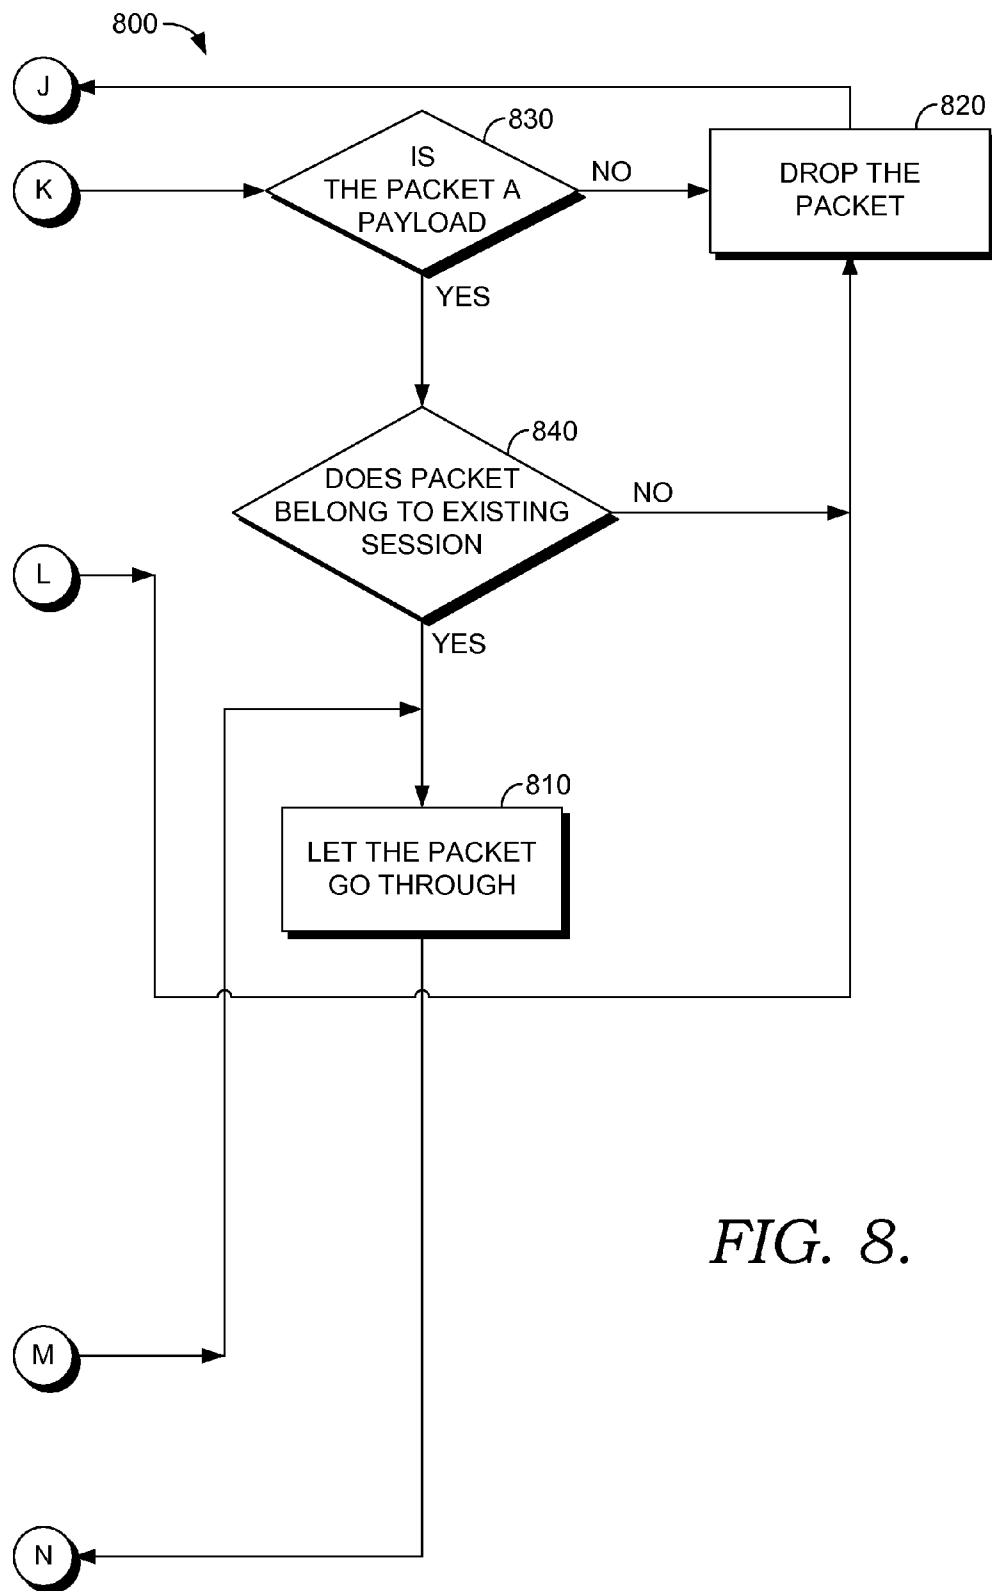 800
J
820
830
K
IS
THE PACKET A
PAYLOAD
NO
DROP THE
PACKET
YES
840
DOES PACKET
BELONG TO EXISTING
SESSION
NO
L
YES
810
LET THE PACKET
GO THROUGH
FIG. 8.
M
N